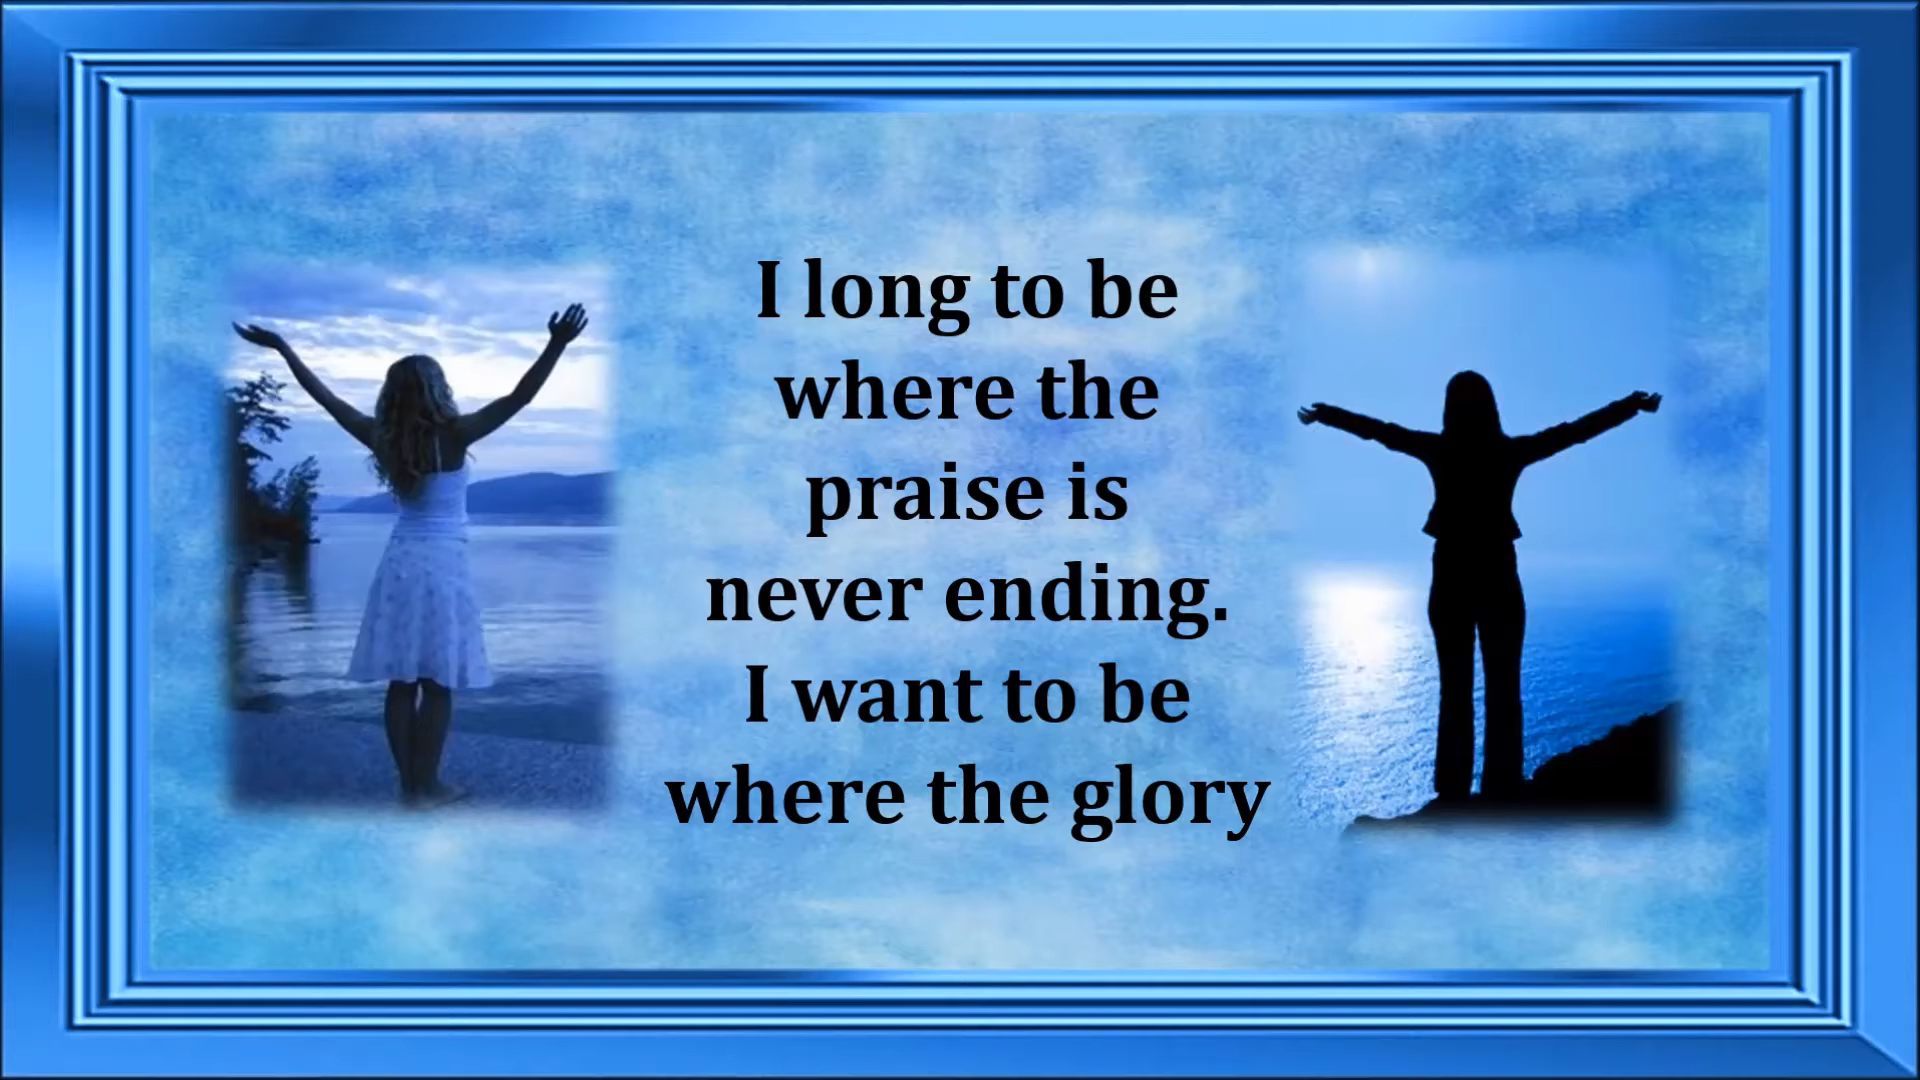 I long to be
where the
praise is
never ending.
I want to be
where the glory